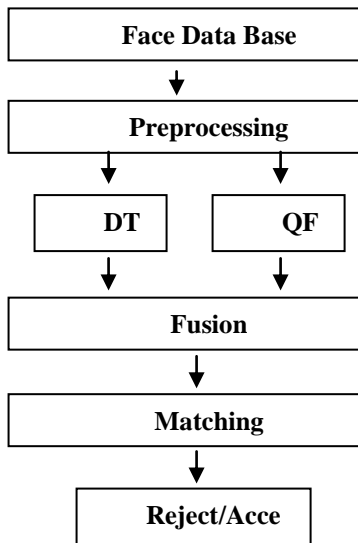 Face Data Base
Preprocessing
DT QF
Fusion
Matching
Reject/Acce